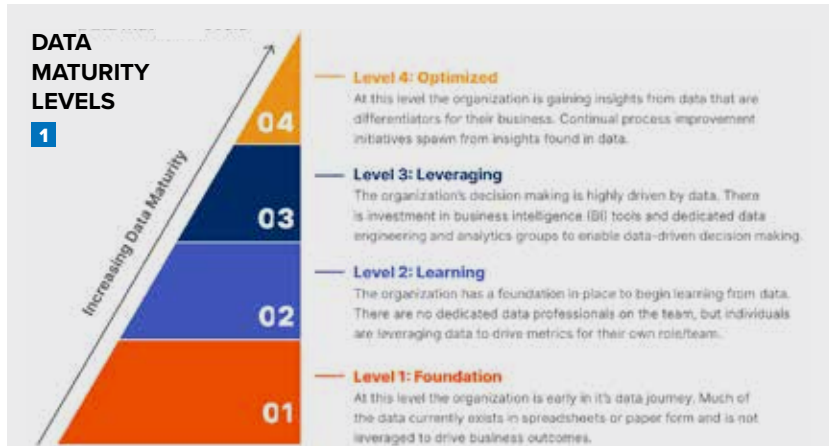 DATA
MATURITY
LEVELS
1
Increasing Data Maturity
04
Level 4: Optimized
At this level the organization is gaining insights from data that are
differentiators for their business. Continual process improvement
initiatives spawn from insights found in data.
03
Level 3: Leveraging
The organization's decision making is highly driven by data. There
is investment in business intelligence (BI) tools and dedicated data
engineering and analytics groups to enable data-driven decision making.
02
Level 2: Learning
The organization has a foundation in place to begin learning from data.
There are no dedicated data professionals on the team, but individuals
are leveraging data to drive metrics for their own role/team.
01
Level 1: Foundation
At this level the organization is early in it's data journey. Much of
the data currently exists in spreadsheets or paper form and is not
leveraged to drive business outcomes.